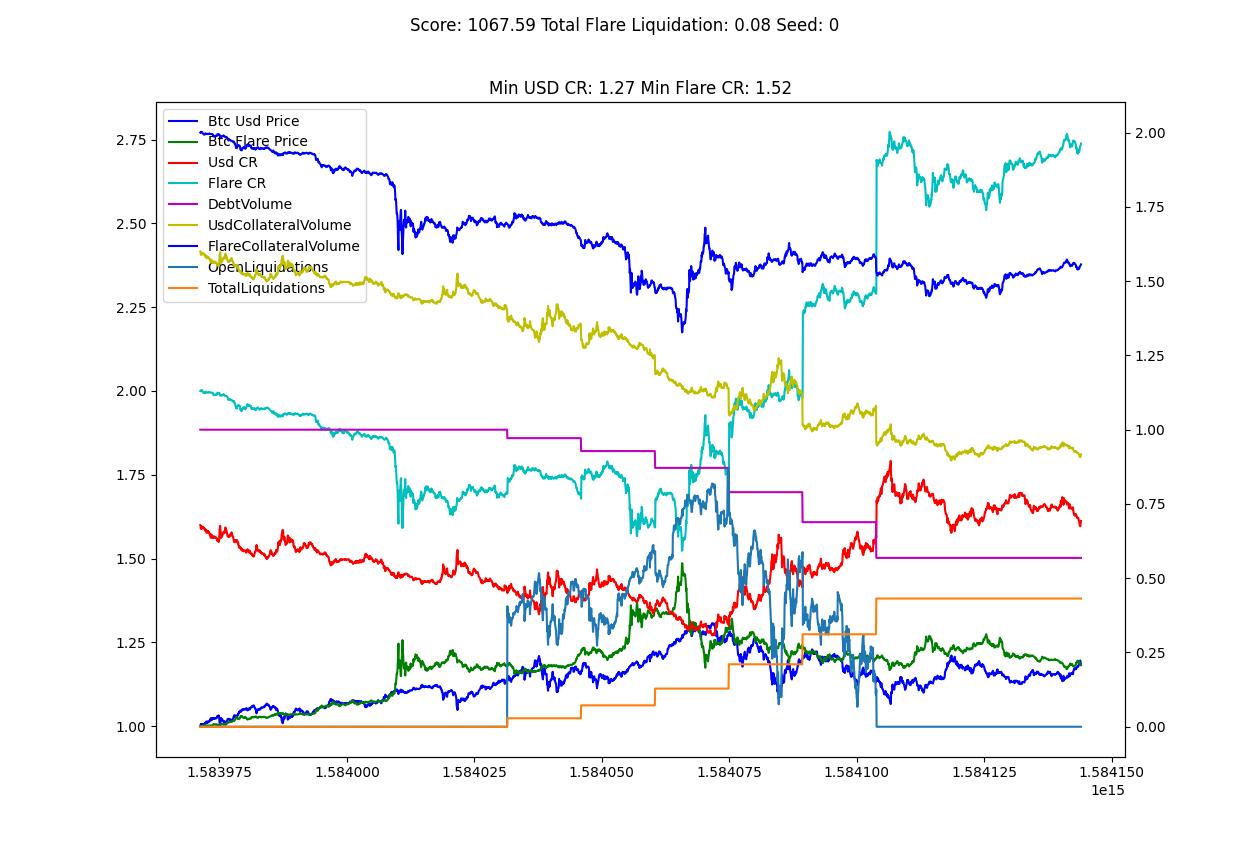 Score: 1067.59 Total Flare Liquidation: 0.08 Seed: 0
Min USD CR: 1.27 Min Flare CR: 1.52
Btc Usd Price
Btc Flare Price
Usd CR
Flare CR
DebtVolume
UsdCollateralVolume
FlareCollateralVolume
OpenLiquidations
TotalLiquidations
2.75
2.50
2.25
2.00
1.75
1.50
1.25
1.00
2.00
1.75
1.50
1.25
1.00
0.75
0.50
0.25
0.00
1.583975 1.584000 1.584025 1.584050 1.584075 1.584100 1.584125 1.584150
1e15